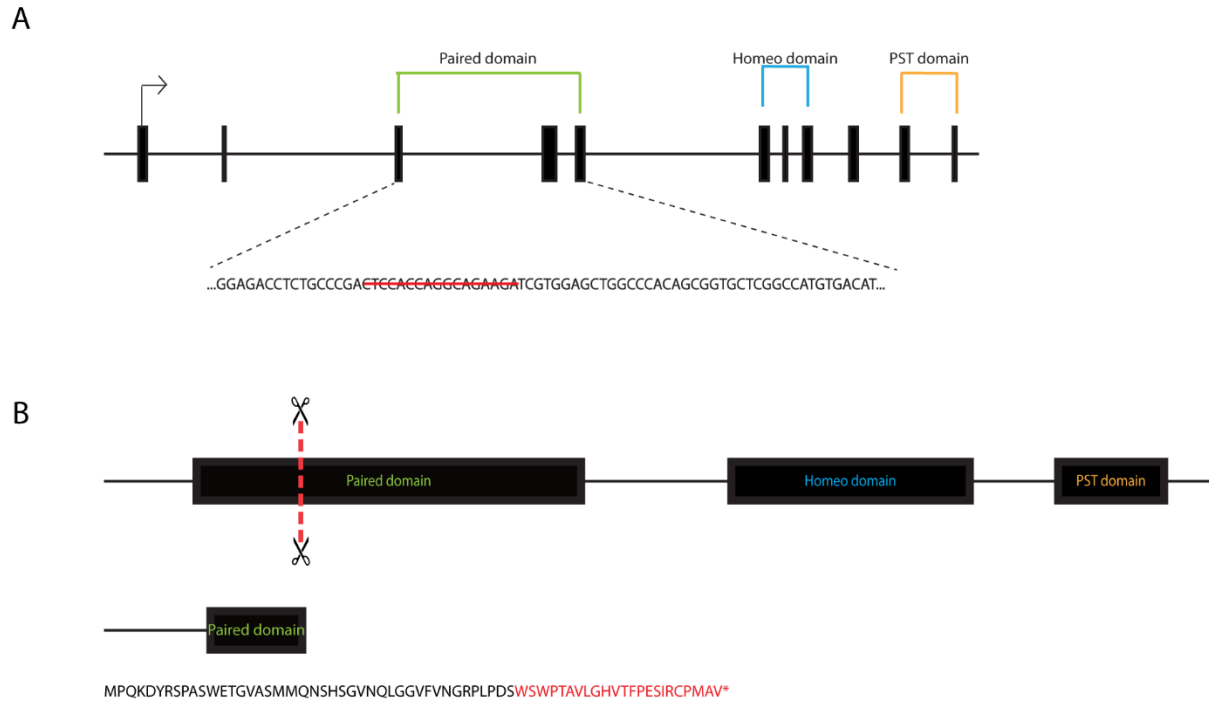 A
Paired domain
Homeo domain
PST domain
...GGAGACCTCTGCCCGACTCCACCAGGCAGAAGATCGTGGAGCTGGCCCACAGCGGTGCTCGGCCATGTGACAT...
B
Paired domain
Homeo domain
PST domain
Paired domain
MPQKDYRSPASWETGVASMMQNSHSGVNQLGGVFVNGRPLPDSWSWPTAVLGHVTFPESIRCPMAV*